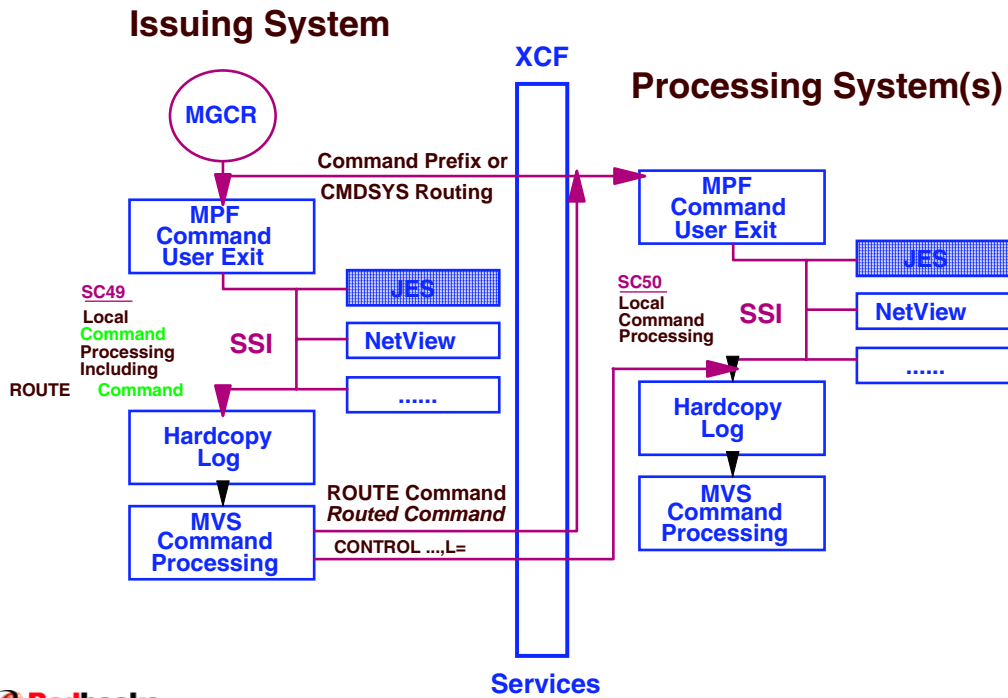 Issuing System
XCF
Processing System(s)
MGCR
Command Prefix or
CMDSYS Routing
MPF
Command
User Exit
MPF
Command
User Exit
JES
JES
SC49
Local
Command
Processing
Including
ROUTE Command
SSI
NetView
......
SC50
Local
Command
Processing
SSI
NetView
......
Hardcopy
Log
Hardcopy
Log
MVS
Command
Processing
ROUTE Command
Routed Command
CONTROL ...,L=
MVS
Command
Processing
Services